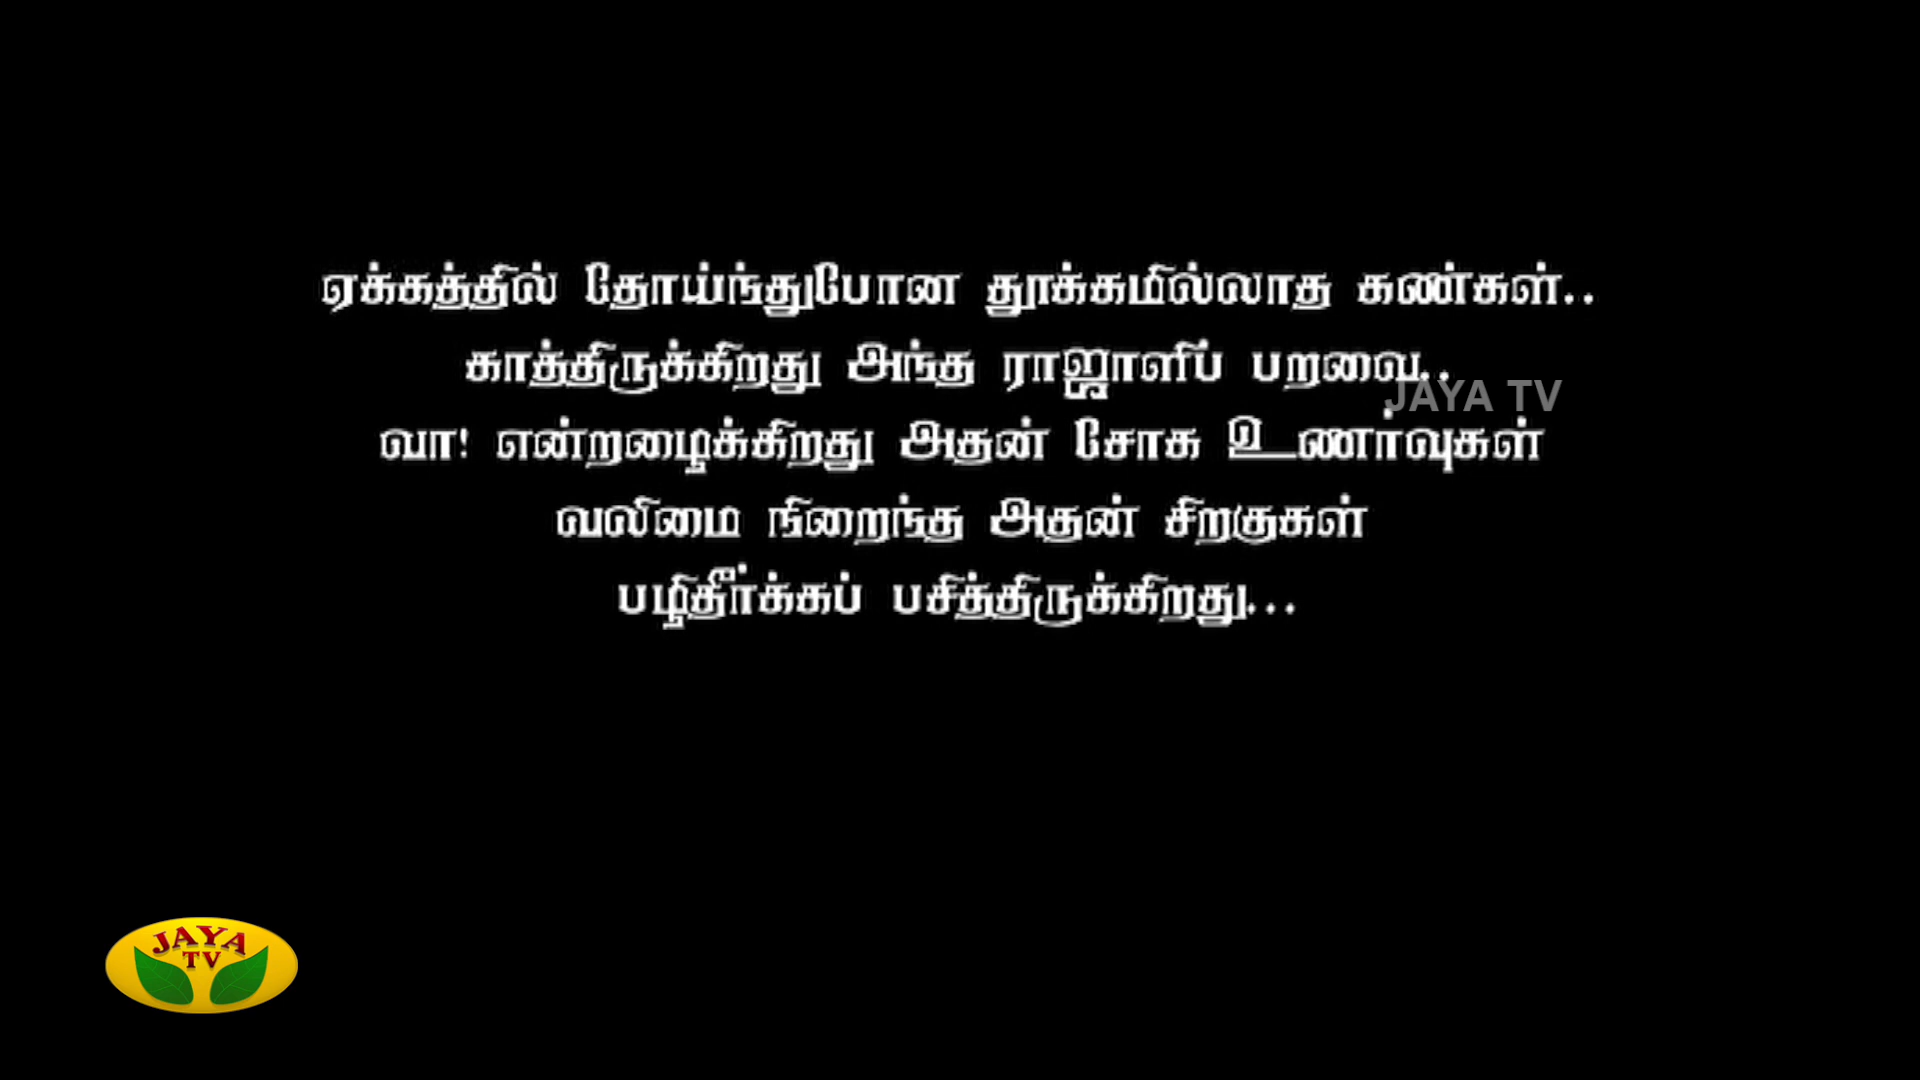 ஏக்கத்தில் தோய்ந்துபோன தூக்கமில்லாத கண்கள்..
காத்திருக்கிறது அந்த ராஜாளிப் பறவை..
JAYA TV
வா! என்றழைக்கிறது அதன் சோக உணர்வுகள்
வலிமை நிறைந்த அதன் சிறகுகள்
பழிதீர்க்கப் பசித்திருக்கிறது...
JAYA
TV